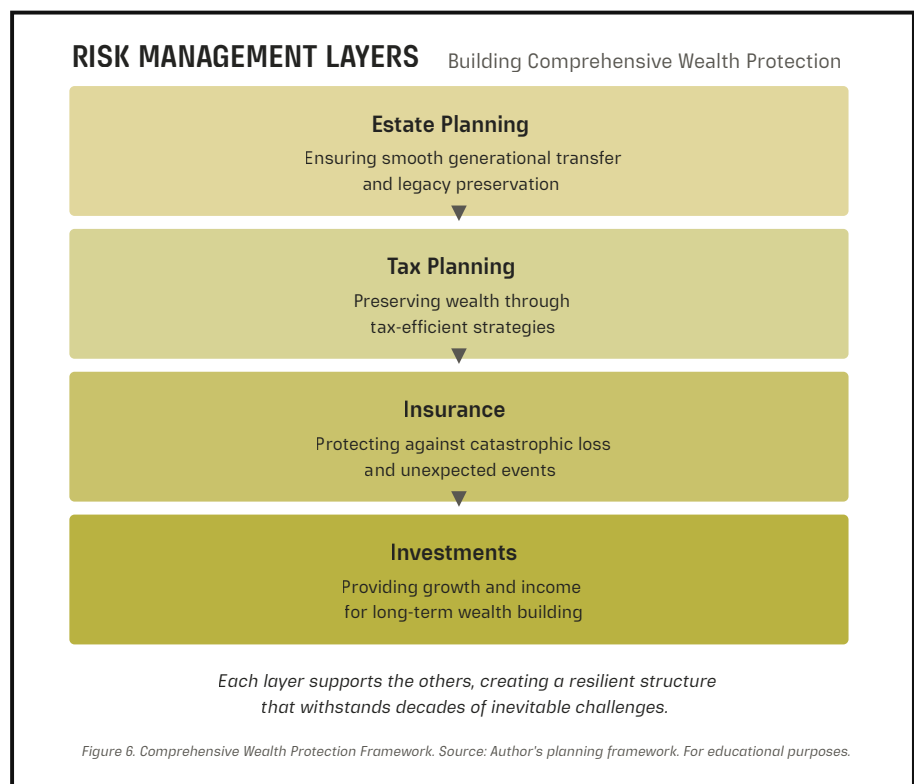 RISK MANAGEMENT LAYERS Building Comprehensive Wealth Protection
Estate Planning
Ensuring smooth generational transfer
and legacy preservation
Tax Planning
Preserving wealth through
tax-efficient strategies
Insurance
Protecting against catastrophic loss
and unexpected events
Investments
Providing growth and income
for long-term wealth building
Each layer supports the others, creating a resilient structure
that withstands decades of inevitable challenges.
Figure 6. Comprehensive Wealth Protection Framework. Source: Author's planning framework. For educational purposes.